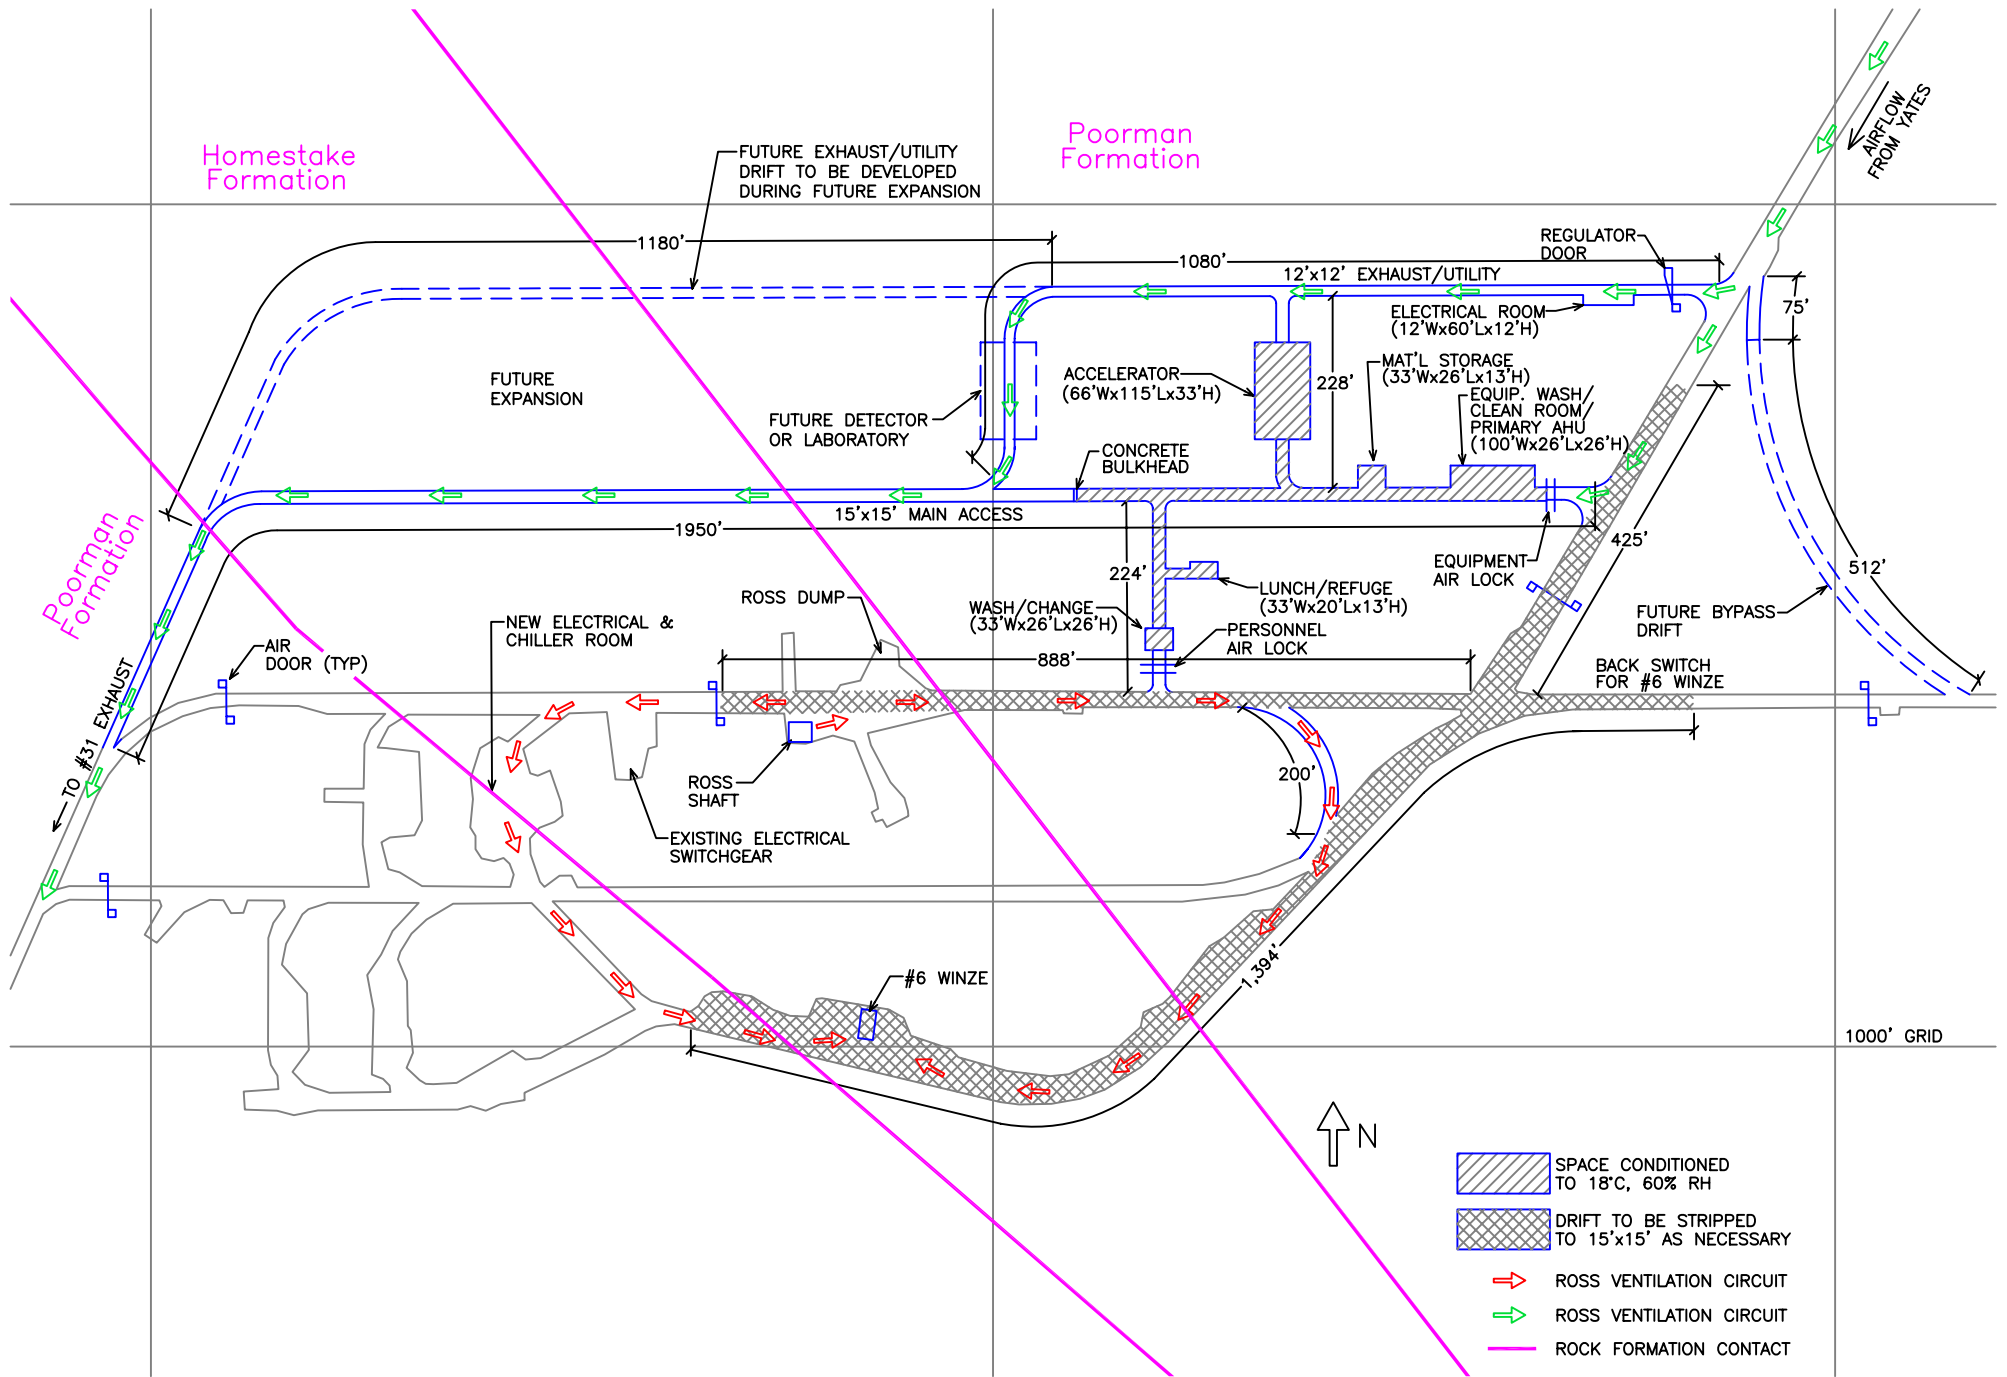 Homestake
Formation
Poorman
Formation
AIRFLOW
FROM YATES
FUTURE EXHAUST/UTILITY
DRIFT TO BE DEVELOPED
DURING FUTURE EXPANSION
REGULATOR
DOOR
1180'
1080'
12'x12' EXHAUST/UTILITY
75'
ELECTRICAL ROOM
(12'Wx60'Lx12'H)
FUTURE
EXPANSION
ACCELERATOR
(66'Wx115'Lx33'H)
228'
MAT'L STORAGE
(33'Wx26'Lx13'H)
EQUIP. WASH/
CLEAN ROOM/
PRIMARY AHU
(100'Wx26'Lx26'H)
FUTURE DETECTOR
OR LABORATORY
CONCRETE
BULKHEAD
15'x15' MAIN ACCESS
1950'
425'
Poorman
Formation
224'
EQUIPMENT
AIR LOCK
512'
LUNCH/REFUGE
(33'Wx20'Lx13'H)
ROSS DUMP
WASH/CHANGE
(33'Wx26'Lx26'H)
FUTURE BYPASS
DRIFT
NEW ELECTRICAL &
CHILLER ROOM
PERSONNEL
AIR LOCK
AIR
DOOR (TYP)
888'
BACK SWITCH
FOR #6 WINZE
TO #31 EXHAUST
ROSS
SHAFT
200'
EXISTING ELECTRICAL
SWITCHGEAR
#6 WINZE
1,394'
1000' GRID
N
SPACE CONDITIONED
TO 18°C, 60% RH
DRIFT TO BE STRIPPED
TO 15'x15' AS NECESSARY
ROSS VENTILATION CIRCUIT
ROSS VENTILATION CIRCUIT
ROCK FORMATION CONTACT